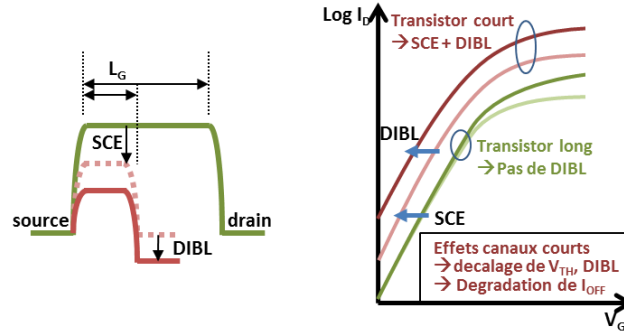 L_G
SCE
source
drain
DIBL
Log I_D
Transistor court
→ SCE + DIBL
DIBL
Transistor long
→ Pas de DIBL
SCE
Effets canaux courts
→ decalage de V_TH, DIBL
→ Degradation de I_OFF
V_G